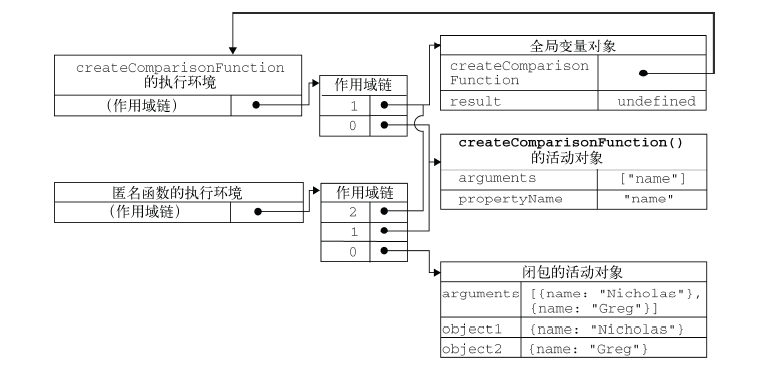 createComparisonFunction
的执行环境
(作用域链)
作用域链
1
0
全局变量对象
createComparison
Function
result
undefined
createComparisonFunction()
的活动对象
arguments
["name"]
propertyName
"name"
匿名函数的执行环境
(作用域链)
作用域链
2
1
0
闭包的活动对象
arguments
[{name: "Nicholas"},
{name: "Greg"}]
object1
{name: "Nicholas"}
object2
{name: "Greg"}